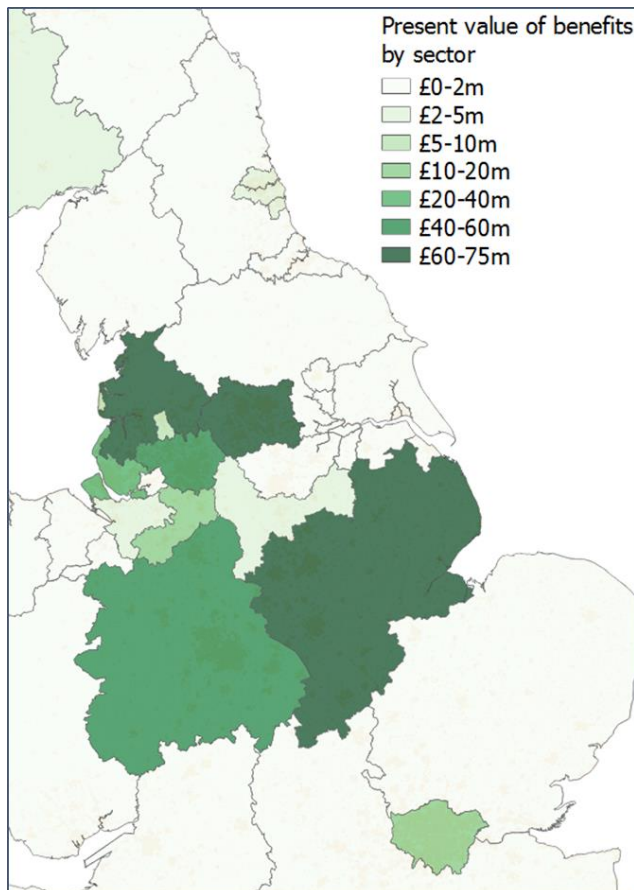 Present value of benefits
by sector
£0-2m
£2-5m
£5-10m
£10-20m
£20-40m
£40-60m
£60-75m